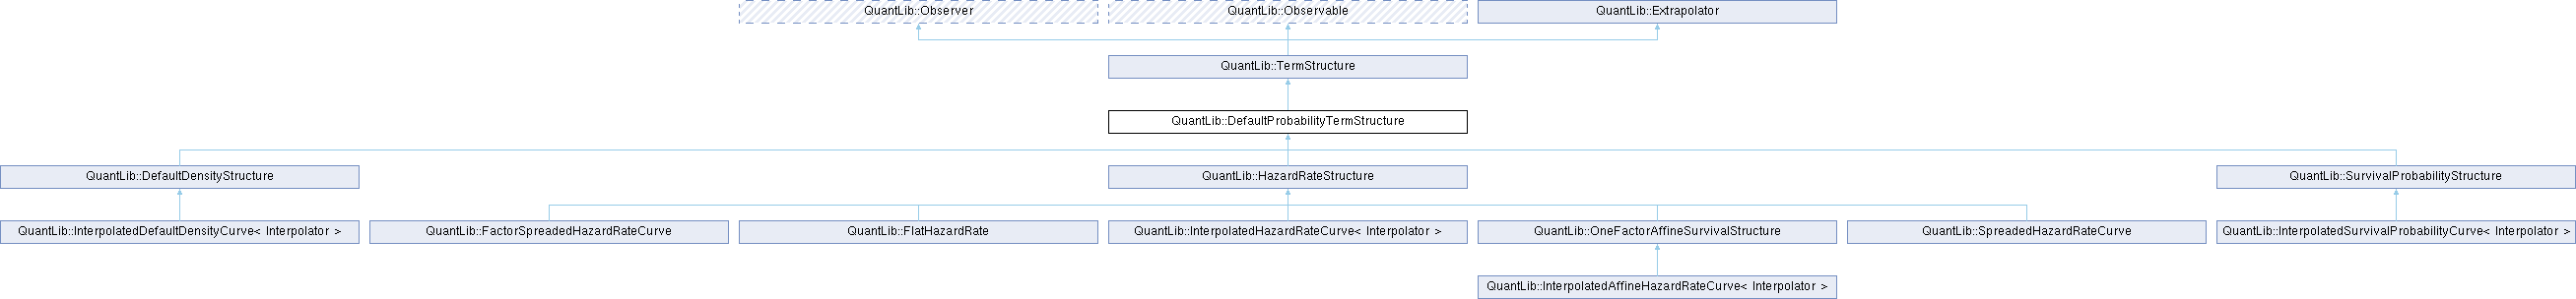 QuantLib::Observer
QuantLib::Observable
QuantLib::Extrapolator
QuantLib::TermStructure
QuantLib::DefaultProbabilityTermStructure
QuantLib::DefaultDensityStructure
QuantLib::HazardRateStructure
QuantLib::SurvivalProbabilityStructure
QuantLib::InterpolatedDefaultDensityCurve< Interpolator >
QuantLib::FactorSpreadedHazardRateCurve
QuantLib::FlatHazardRate
QuantLib::InterpolatedHazardRateCurve< Interpolator >
QuantLib::OneFactorAffineSurvivalStructure
QuantLib::SpreadedHazardRateCurve
QuantLib::InterpolatedSurvivalProbabilityCurve< Interpolator >
QuantLib::InterpolatedAffineHazardRateCurve< Interpolator >